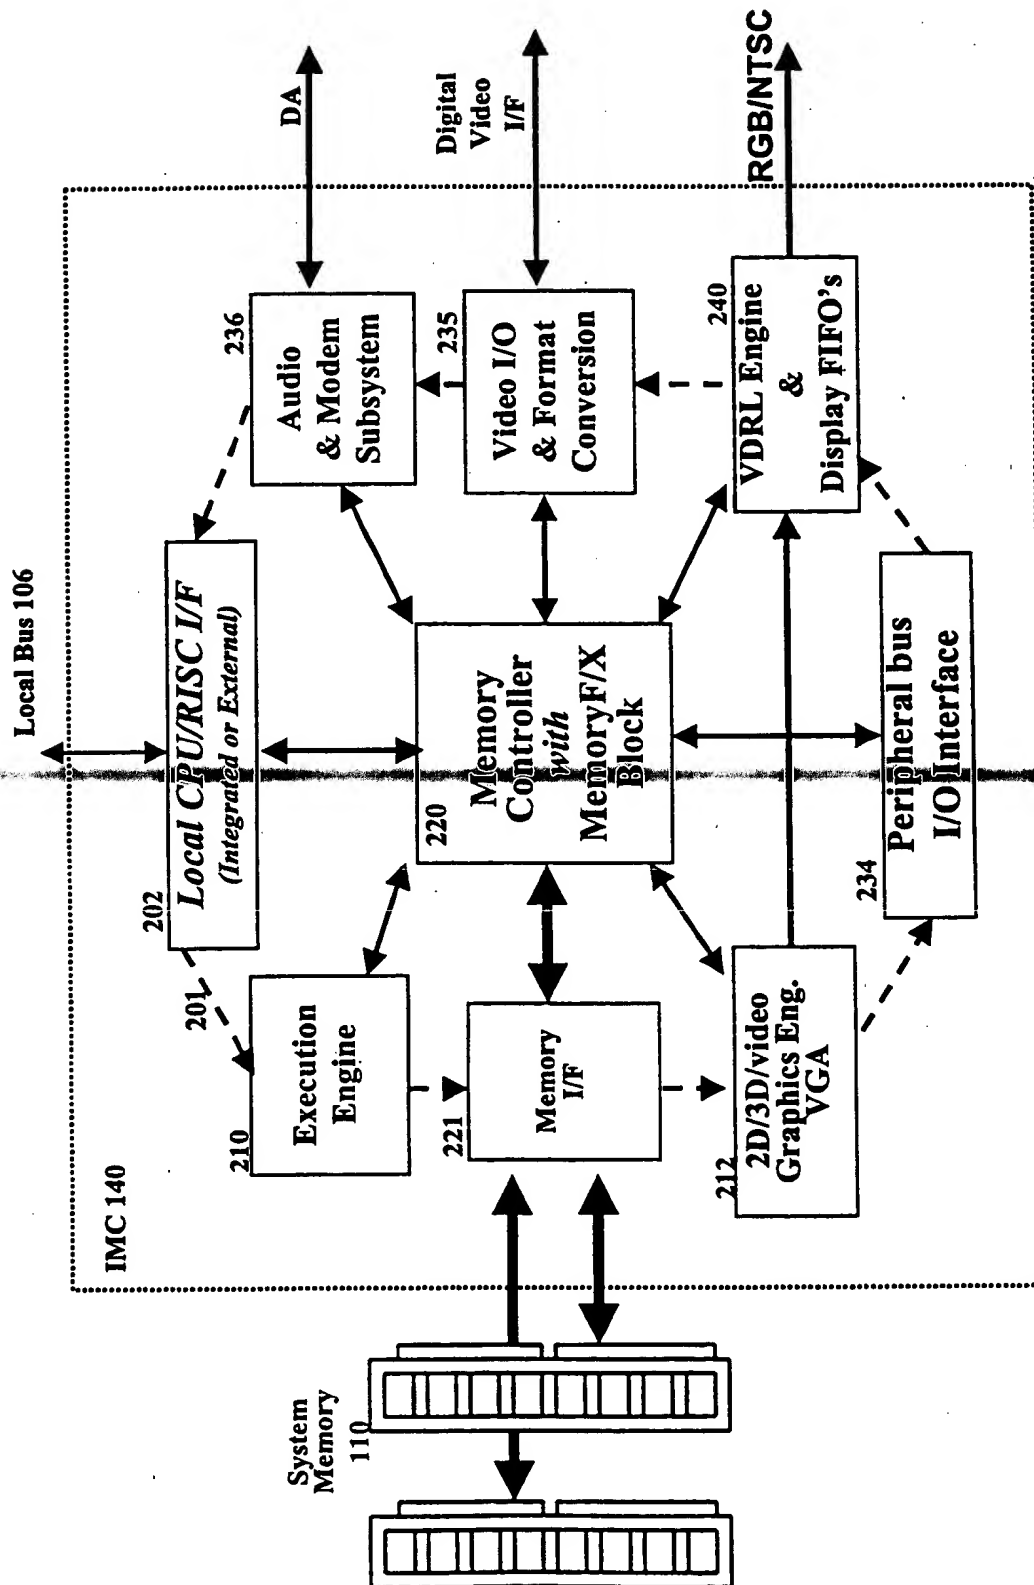 Local Bus 106
IMC 140
202
Local CPU/RISC I/F
(Integrated or External)
201
210
Execution
Engine
236
Audio
& Modem
Subsystem
DA
System
Memory
110
221
Memory
I/F
220
Memory
Controller
with
MemoryF/X
Block
235
Video I/O
& Format
Conversion
Digital
Video
I/F
212
2D/3D/video
Graphics Eng.
VGA
240
VDRL Engine
&
Display FIFO's
RGB/NTSC
234
Peripheral bus
I/O Interface